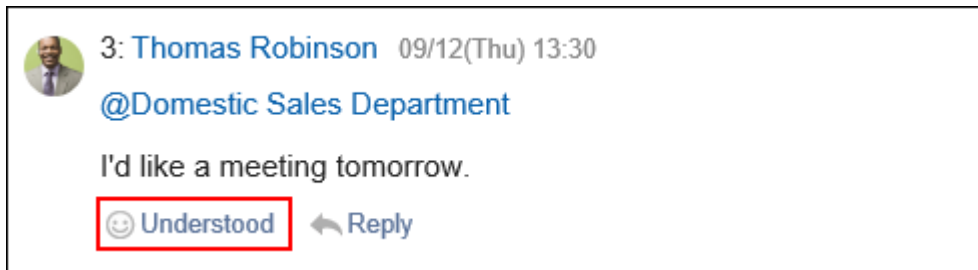 3: Thomas Robinson 09/12(Thu) 13:30
@Domestic Sales Department
I'd like a meeting tomorrow.
Understood Reply